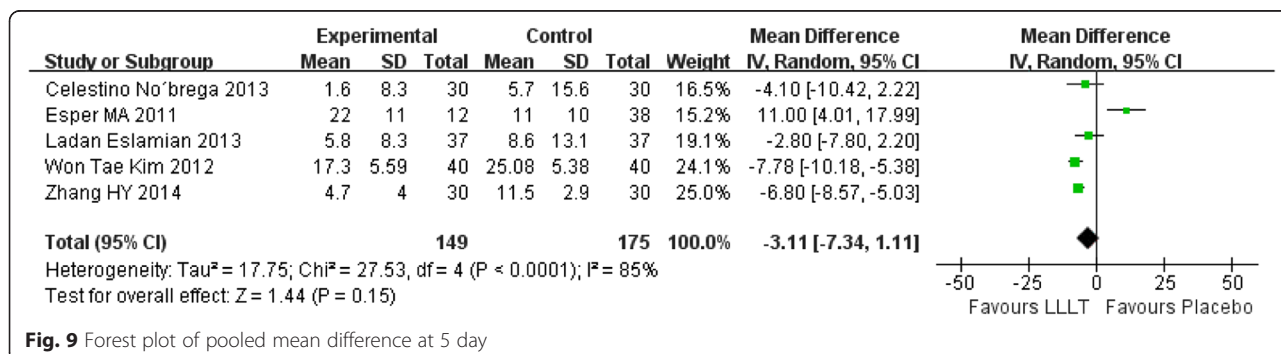 Experimental Control Mean Difference Mean Difference
Study or Subgroup Mean SD Total Mean SD Total Weight IV, Random, 95% CI IV, Random, 95% CI
Celestino No´brega 2013 1.6 8.3 30 5.7 15.6 30 16.5% -4.10 [-10.42, 2.22]
Esper MA 2011 22 11 12 11 10 38 15.2% 11.00 [4.01, 17.99]
Ladan Eslamian 2013 5.8 8.3 37 8.6 13.1 37 19.1% -2.80 [-7.80, 2.20]
Won Tae Kim 2012 17.3 5.59 40 25.08 5.38 40 24.1% -7.78 [-10.18, -5.38]
Zhang HY 2014 4.7 4 30 11.5 2.9 30 25.0% -6.80 [-8.57, -5.03]
Total (95% CI) 149 175 100.0% -3.11 [-7.34, 1.11]
Heterogeneity: Tau² = 17.75; Chi² = 27.53, df = 4 (P < 0.0001); I² = 85%
Test for overall effect: Z = 1.44 (P = 0.15)
-50 -25 0 25 50
Favours LLLT Favours Placebo
Fig. 9 Forest plot of pooled mean difference at 5 day